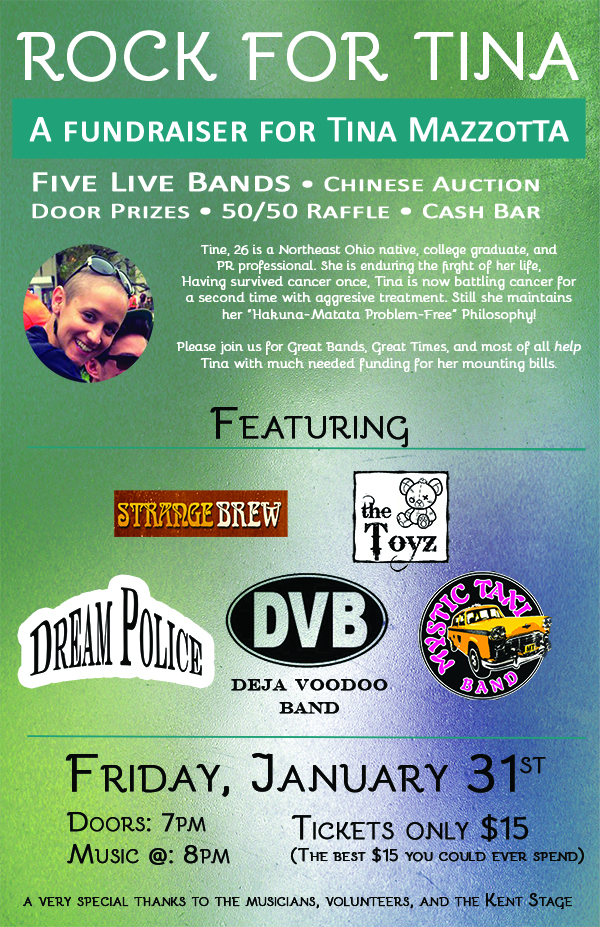 ROCK FOR TINA
A FUNDRAISER FOR TINA MAZZOTTA
FIVE LIVE BANDS • CHINESE AUCTION
DOOR PRIZES • 50/50 RAFFLE • CASH BAR
Tine, 26 is a Northeast Ohio native, college graduate, and
PR professional. She is enduring the firght of her life,
Having survived cancer once, Tina is now battling cancer for
a second time with aggresive treatment. Still she maintains
her "Hakuna-Matata Problem-Free" Philosophy!
Please join us for Great Bands, Great Times, and most of all help
Tina with much needed funding for her mounting bills.
FEATURING
STRANGE BREW
the
Toyz
DREAM POLICE
DVB
DEJA VOODOO
BAND
MYSTIC TAXI
BAND
FRIDAY, JANUARY 31ST
DOORS: 7PM
MUSIC @: 8PM
TICKETS ONLY $15
(THE BEST $15 YOU COULD EVER SPEND)
A VERY SPECIAL THANKS TO THE MUSICIANS, VOLUNTEERS, AND THE KENT STAGE